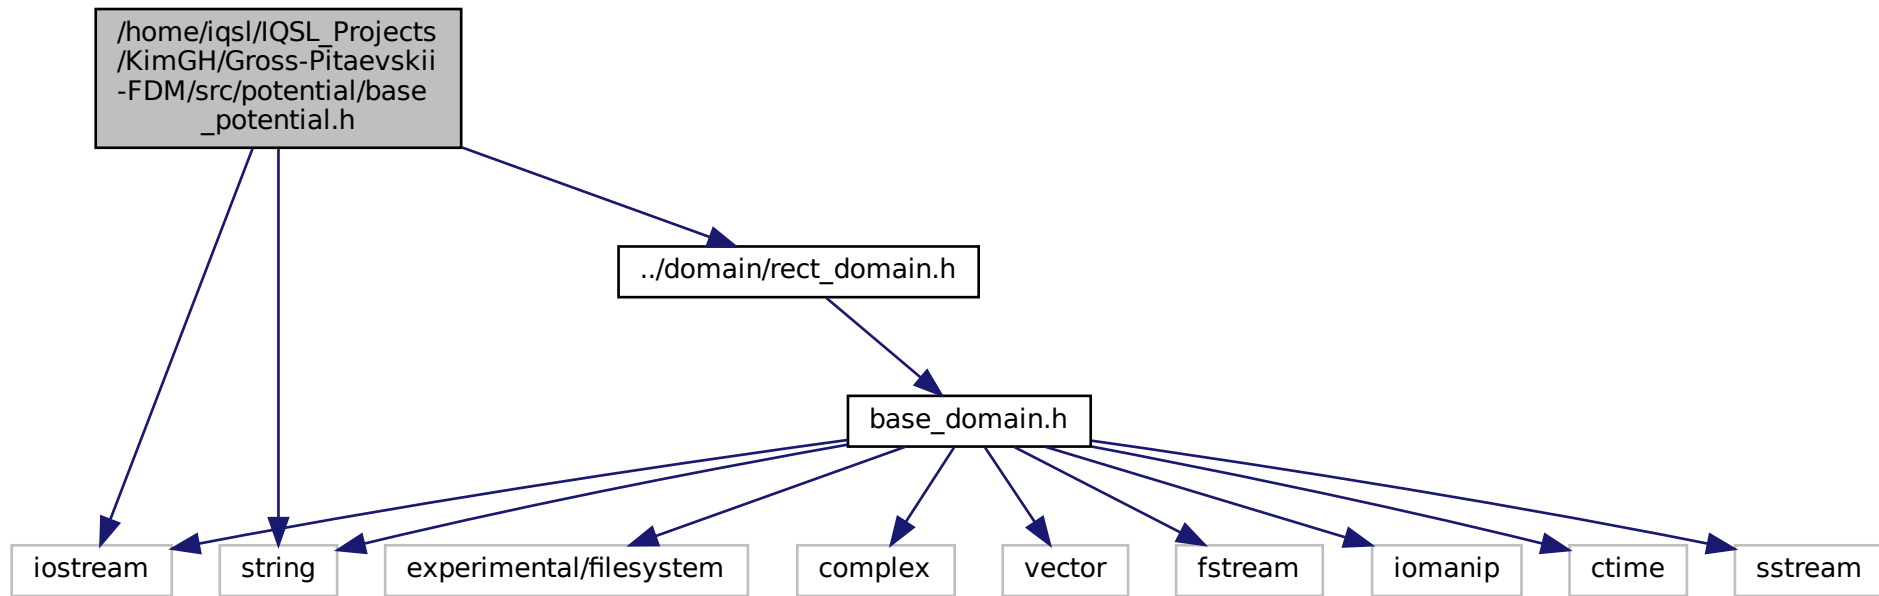 /home/iqsl/IQSL_Projects
/KimGH/Gross-Pitaevskii
-FDM/src/potential/base
_potential.h
../domain/rect_domain.h
base_domain.h
iostream
string
experimental/filesystem
complex
vector
fstream
iomanip
ctime
sstream